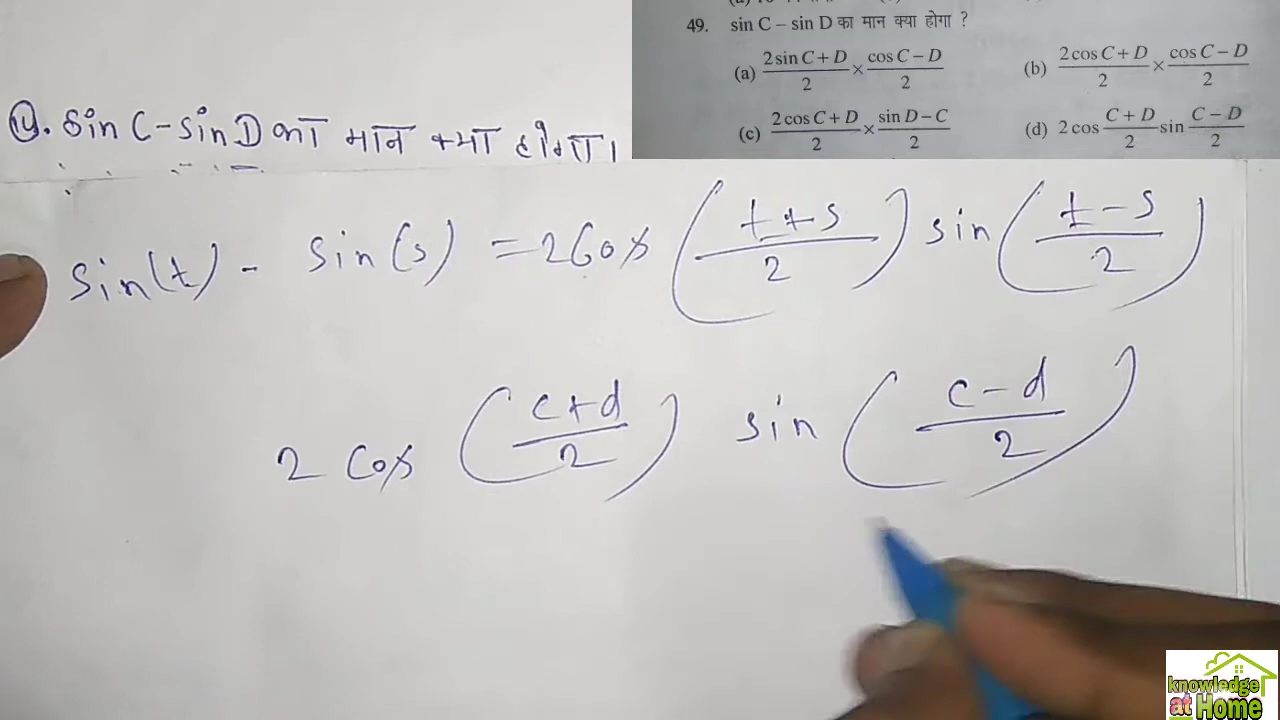 49. sin C – sin D का मान क्या होगा ?
(a) 2 sin C + D / 2 × cos C – D / 2 (b) 2 cos C + D / 2 × cos C – D / 2
(c) 2 cos C + D / 2 × sin D – C / 2 (d) 2 cos C + D / 2 sin C – D / 2
sin C - sin D का मान क्या होगा।
sin(t) - sin(s) = 2 Cos (t+s / 2) sin (t-s / 2)
2 Cos (c+d / 2) sin (c-d / 2)
knowledge
at Home